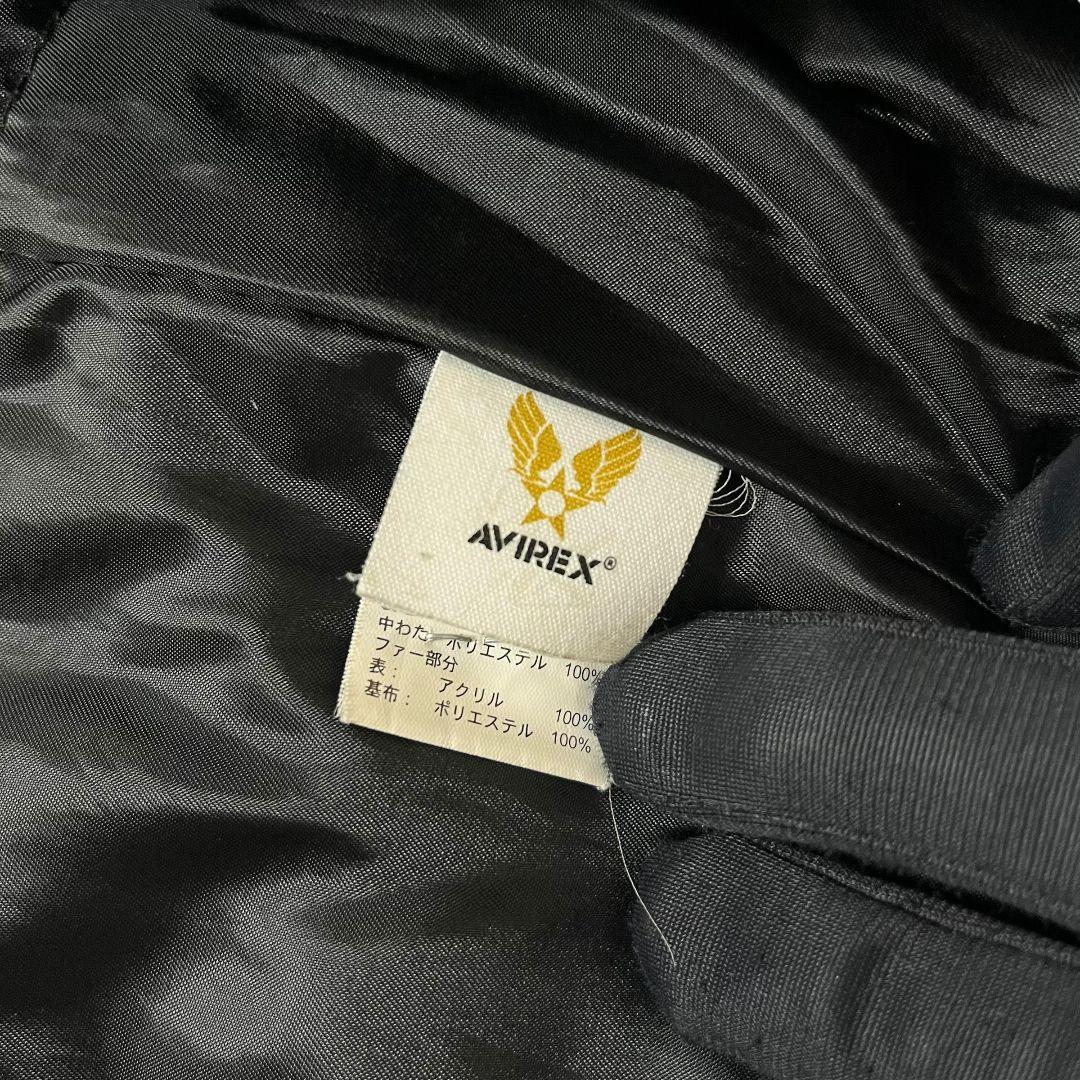 AVIREX®
中わた ポリエステル 100%
ファー部分
表： アクリル 100%
基布： ポリエステル 100%